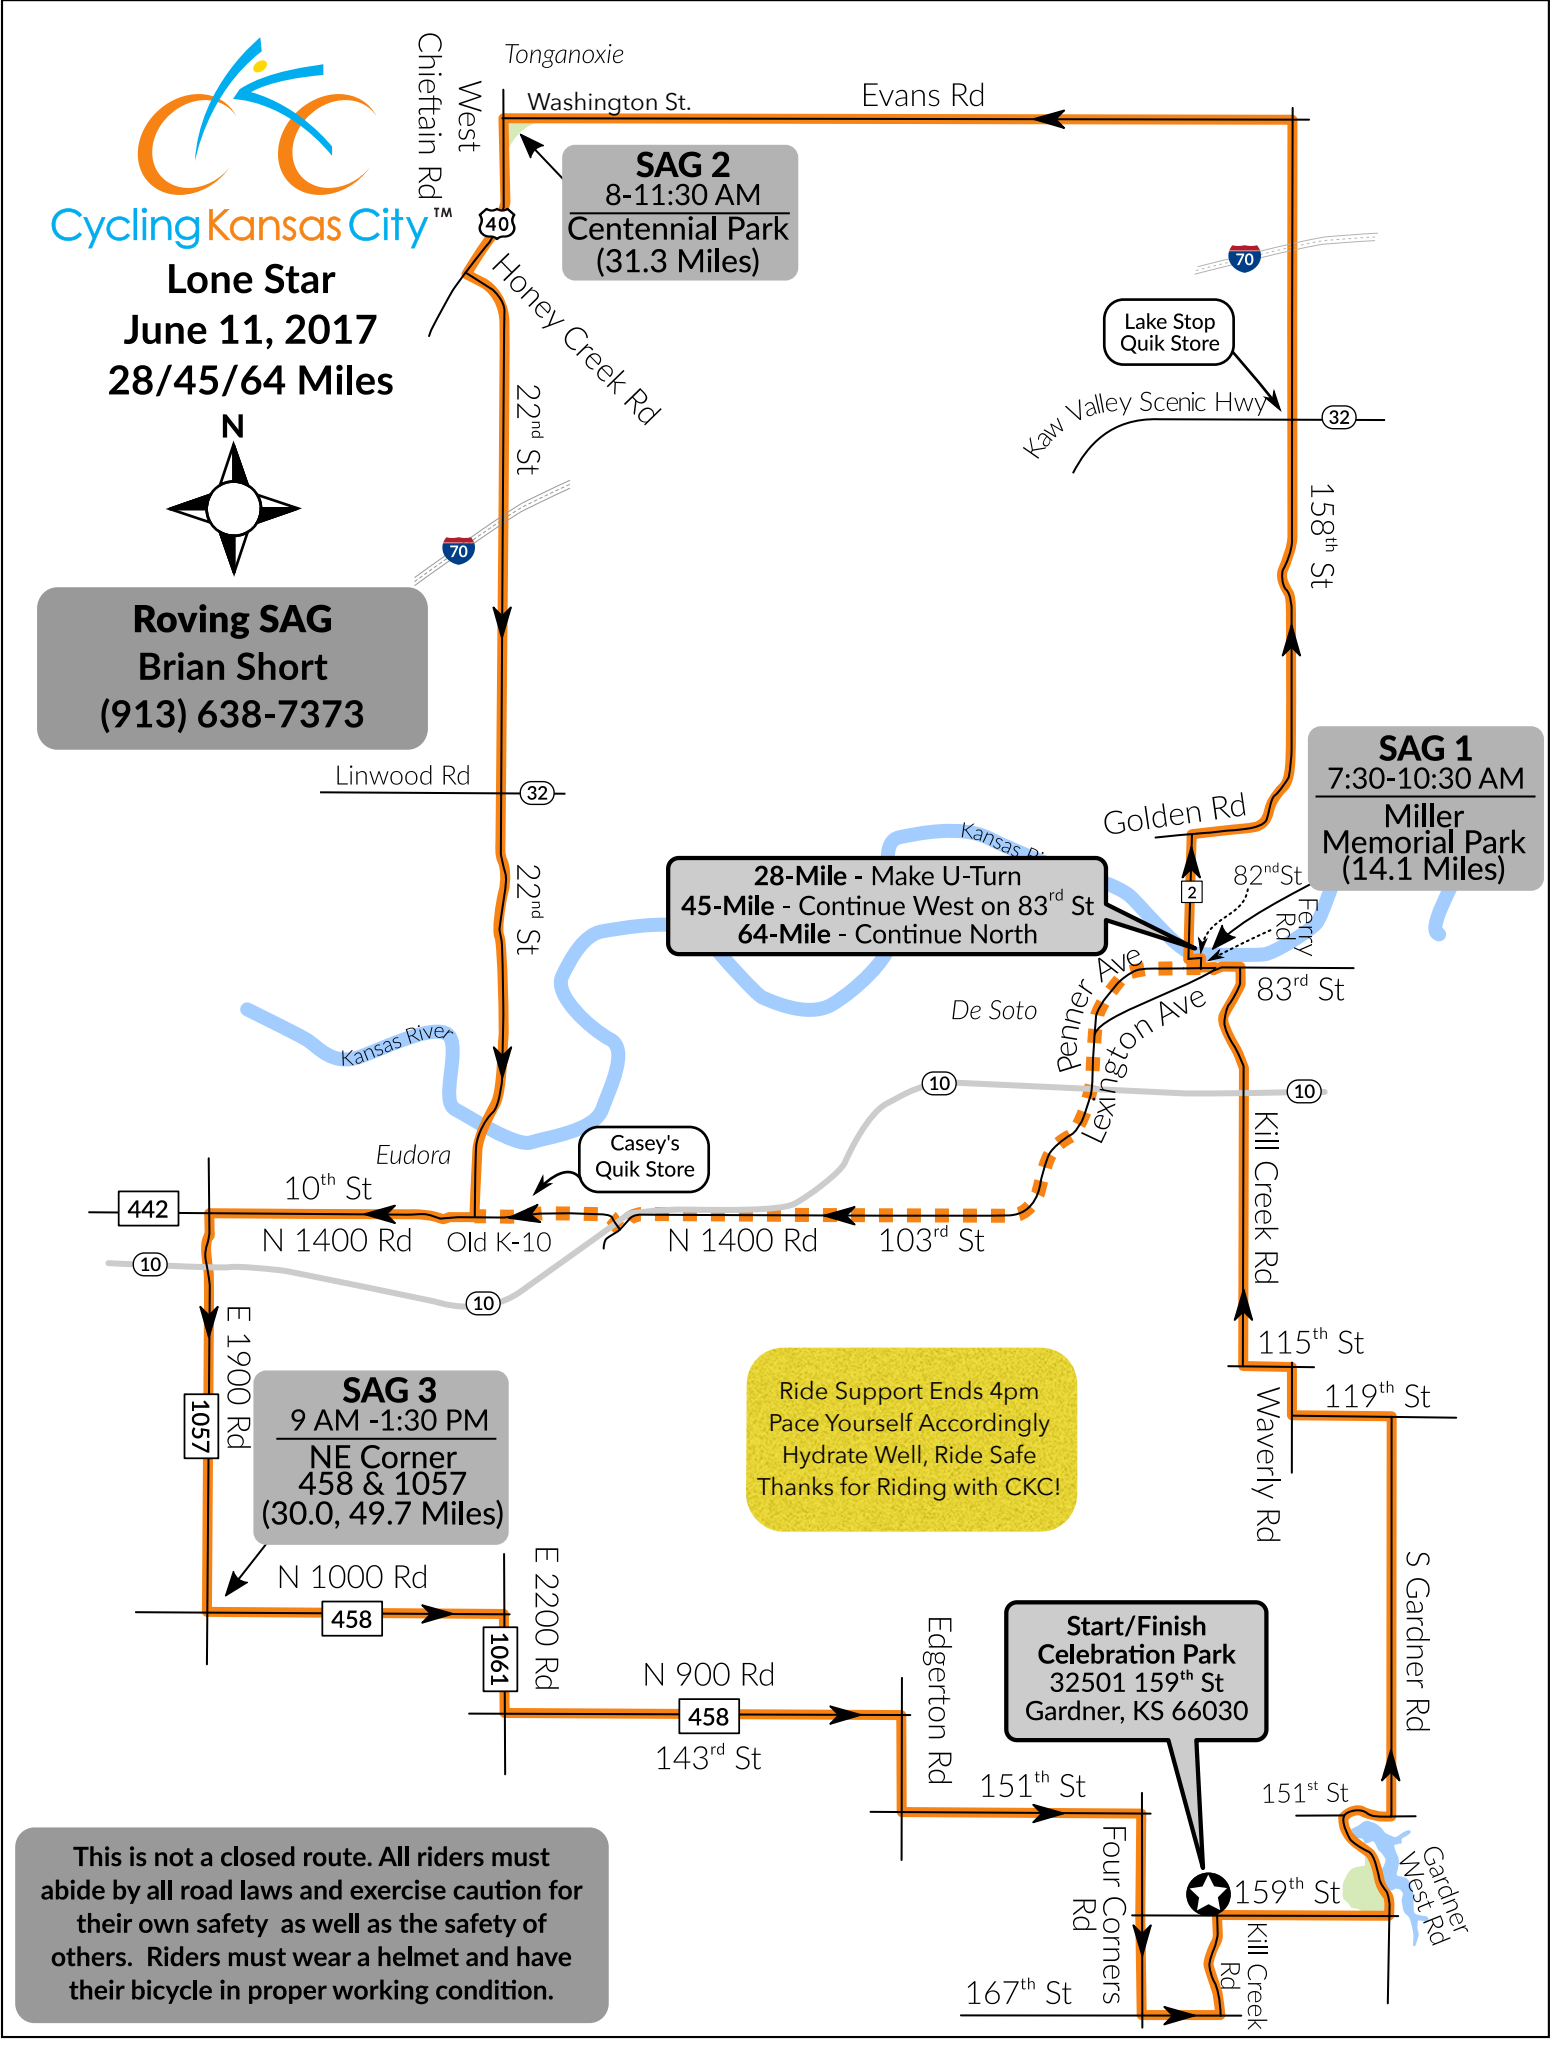 Cycling Kansas City™
Lone Star
June 11, 2017
28/45/64 Miles
N
Roving SAG
Brian Short
(913) 638-7373
Tonganoxie
West
Chieftain Rd
Washington St.
Evans Rd
SAG 2
8-11:30 AM
Centennial Park
(31.3 Miles)
40
Honey Creek Rd
70
Lake Stop
Quik Store
Kaw Valley Scenic Hwy
32
22nd St
70
158th St
Linwood Rd
32
22nd St
SAG 1
7:30-10:30 AM
Miller
Memorial Park
(14.1 Miles)
Golden Rd
Kansas Ri
28-Mile - Make U-Turn
45-Mile - Continue West on 83rd St
64-Mile - Continue North
2
82nd St
Ferry
Rd
83rd St
Penner Ave
Lexington Ave
De Soto
Kansas River
10
10
Kill Creek Rd
Eudora
Casey's
Quik Store
442
10th St
N 1400 Rd
Old K-10
N 1400 Rd
103rd St
10
10
E 1900 Rd
1057
SAG 3
9 AM -1:30 PM
NE Corner
458 & 1057
(30.0, 49.7 Miles)
Ride Support Ends 4pm
Pace Yourself Accordingly
Hydrate Well, Ride Safe
Thanks for Riding with CKC!
115th St
119th St
Waverly Rd
S Gardner Rd
N 1000 Rd
458
E 2200 Rd
1061
N 900 Rd
458
143rd St
Edgerton Rd
Start/Finish
Celebration Park
32501 159th St
Gardner, KS 66030
151th St
151st St
Four Corners
Rd
159th St
Gardner
West Rd
Kill Creek
Rd
167th St
This is not a closed route. All riders must
abide by all road laws and exercise caution for
their own safety as well as the safety of
others. Riders must wear a helmet and have
their bicycle in proper working condition.